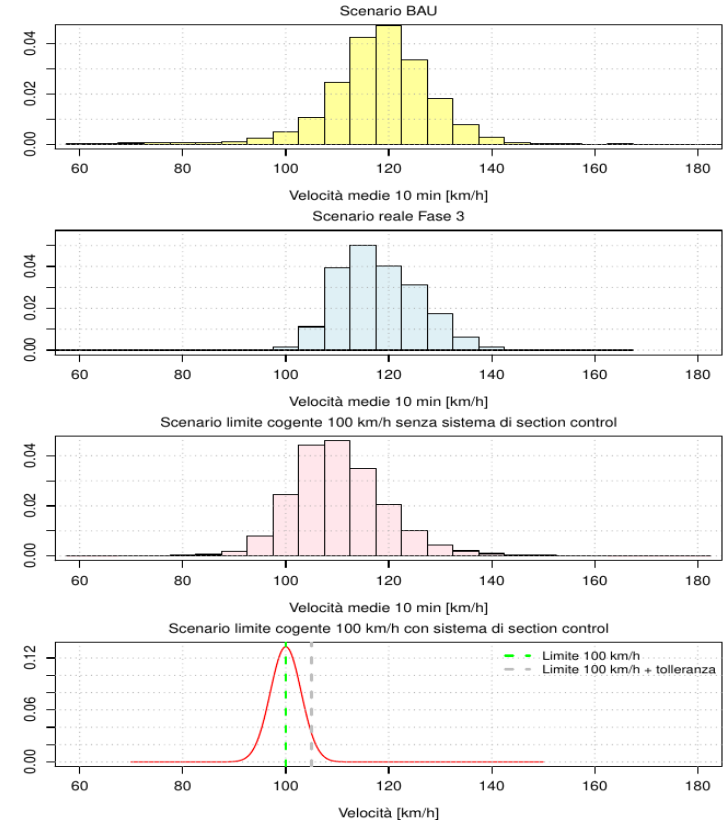 Scenario BAU
0.04
0.02
0.00
60 80 100 120 140 160 180
Velocità medie 10 min [km/h]
Scenario reale Fase 3
0.04
0.02
0.00
60 80 100 120 140 160 180
Velocità medie 10 min [km/h]
Scenario limite cogente 100 km/h senza sistema di section control
0.04
0.02
0.00
60 80 100 120 140 160 180
Velocità medie 10 min [km/h]
Scenario limite cogente 100 km/h con sistema di section control
Limite 100 km/h
Limite 100 km/h + tolleranza
0.12
0.06
0.00
60 80 100 120 140 160 180
Velocità [km/h]